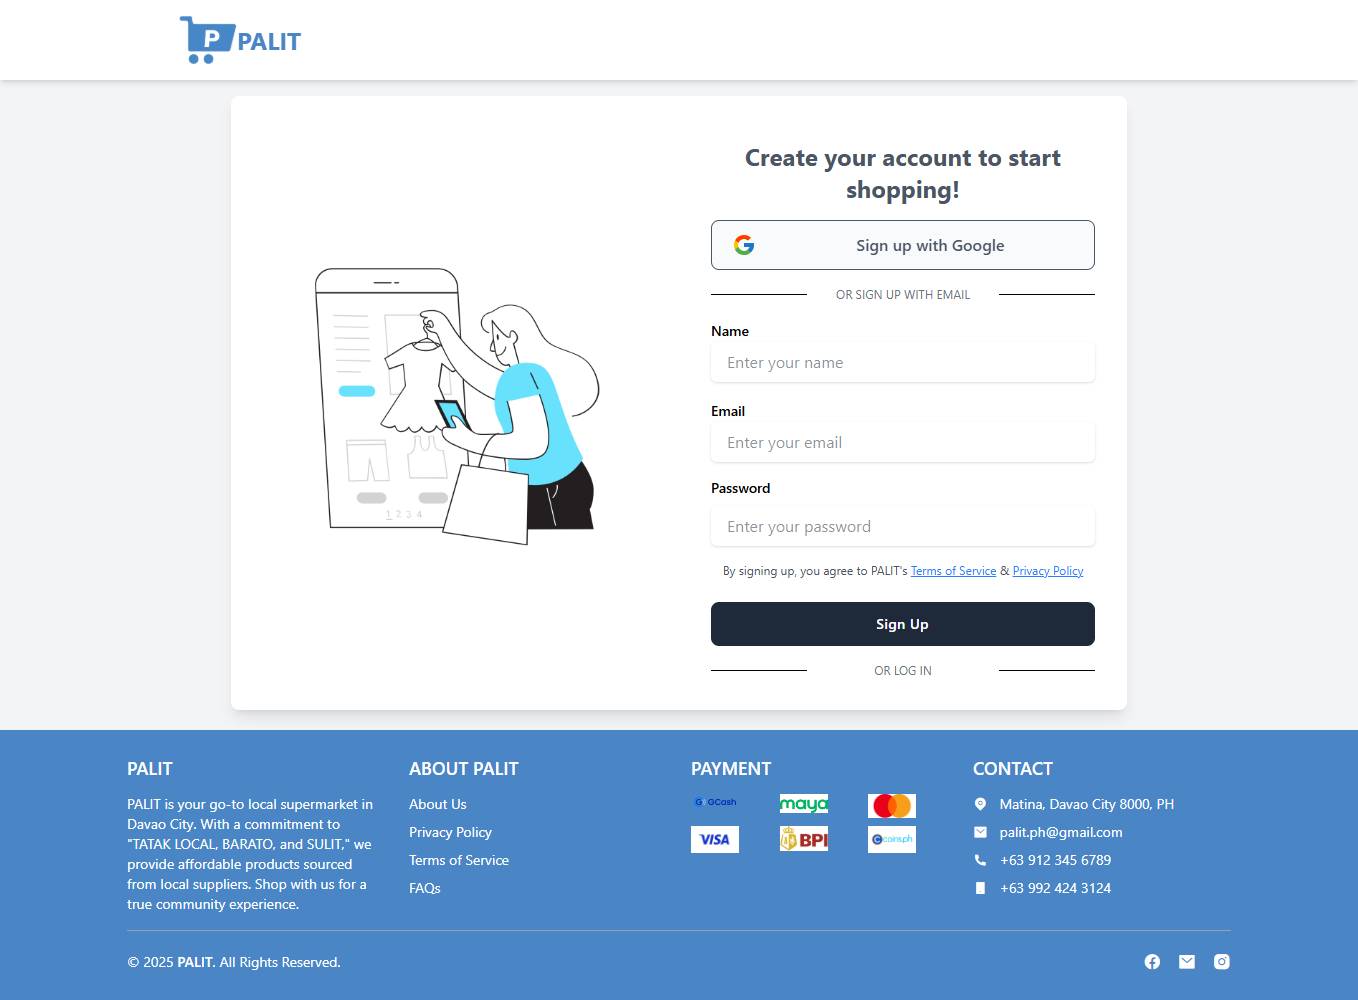 P PALIT
Create your account to start
shopping!
Sign up with Google
OR SIGN UP WITH EMAIL
Name
Enter your name
Email
Enter your email
Password
Enter your password
By signing up, you agree to PALIT's Terms of Service & Privacy Policy
Sign Up
OR LOG IN
1 2 3 4
PALIT
PALIT is your go-to local supermarket in
Davao City. With a commitment to
"TATAK LOCAL, BARATO, and SULIT," we
provide affordable products sourced
from local suppliers. Shop with us for a
true community experience.
ABOUT PALIT
About Us
Privacy Policy
Terms of Service
FAQs
PAYMENT
GCash
maya
VISA
BPI
coins.ph
CONTACT
Matina, Davao City 8000, PH
palit.ph@gmail.com
+63 912 345 6789
+63 992 424 3124
© 2025 PALIT. All Rights Reserved.